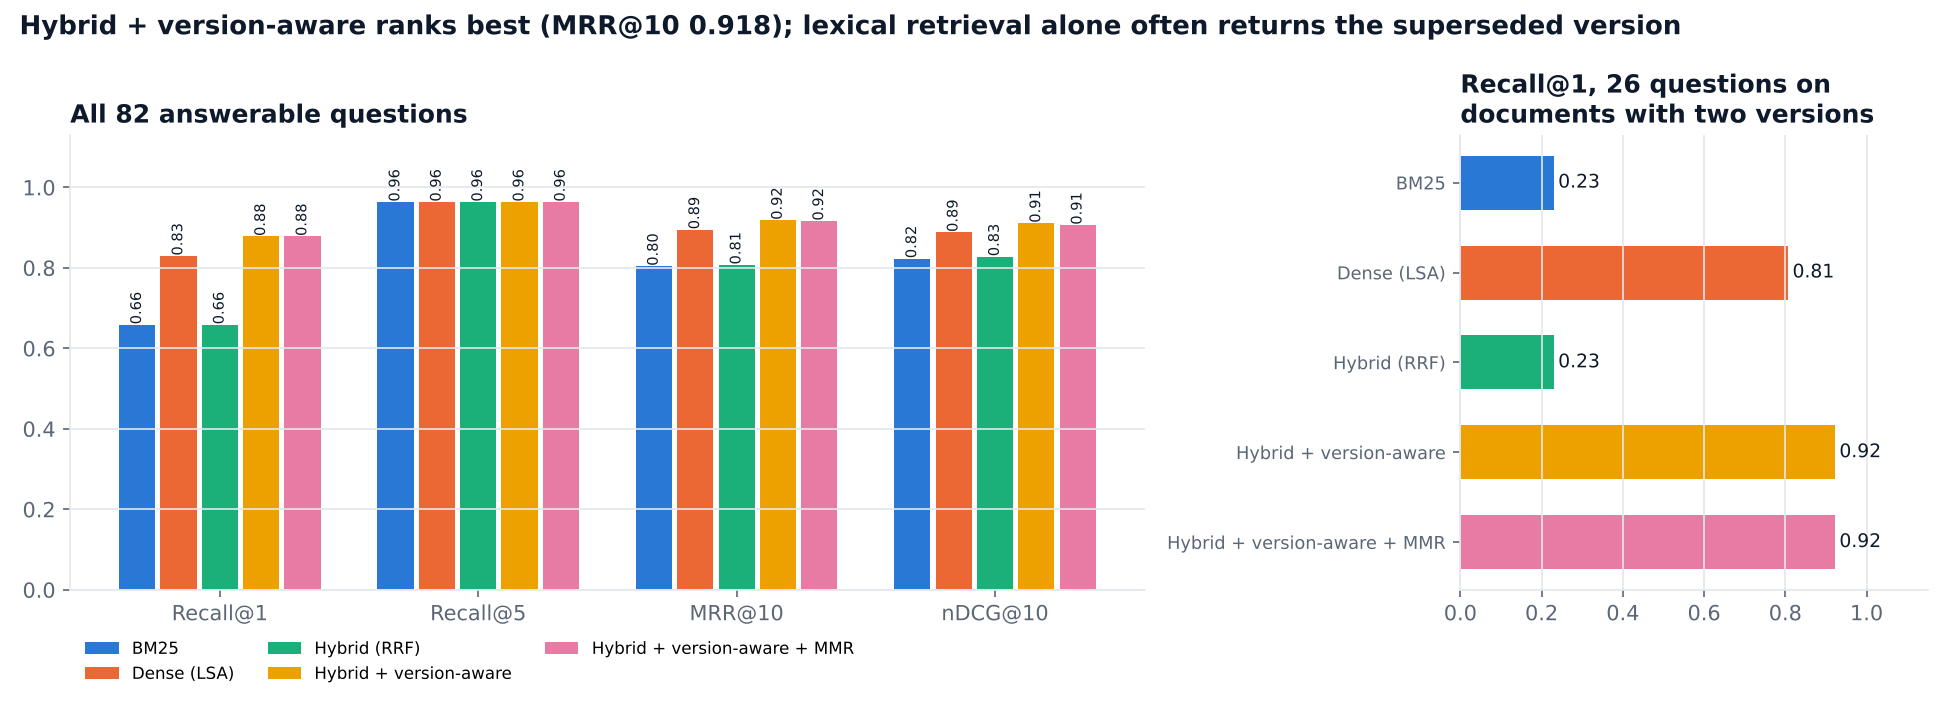 Hybrid + version-aware ranks best (MRR@10 0.918); lexical retrieval alone often returns the superseded version
All 82 answerable questions
1.0
0.8
0.6
0.4
0.2
0.0
0.66
0.83
0.66
0.88
0.88
0.96
0.96
0.96
0.96
0.96
0.80
0.89
0.81
0.92
0.92
0.82
0.89
0.83
0.91
0.91
Recall@1
Recall@5
MRR@10
nDCG@10
BM25
Dense (LSA)
Hybrid (RRF)
Hybrid + version-aware
Hybrid + version-aware + MMR
Recall@1, 26 questions on
documents with two versions
BM25
0.23
Dense (LSA)
0.81
Hybrid (RRF)
0.23
Hybrid + version-aware
0.92
Hybrid + version-aware + MMR
0.92
0.0
0.2
0.4
0.6
0.8
1.0